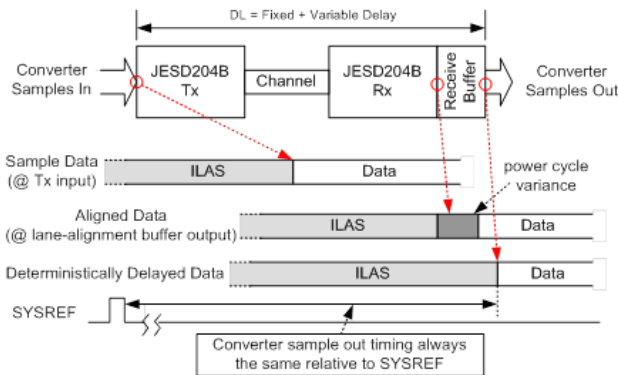 DL = Fixed + Variable Delay
Converter
Samples In
JESD204B
Tx
Channel
JESD204B
Rx
Receive
Buffer
Converter
Samples Out
Sample Data
(@ Tx input)
ILAS
Data
power cycle
variance
Aligned Data
(@ lane-alignment buffer output)
ILAS
Data
Deterministically Delayed Data
ILAS
Data
SYSREF
Converter sample out timing always
the same relative to SYSREF